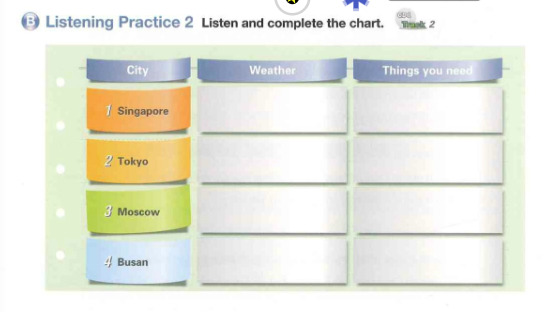 B Listening Practice 2 Listen and complete the chart. Track 2
City Weather Things you need
1 Singapore
2 Tokyo
3 Moscow
4 Busan